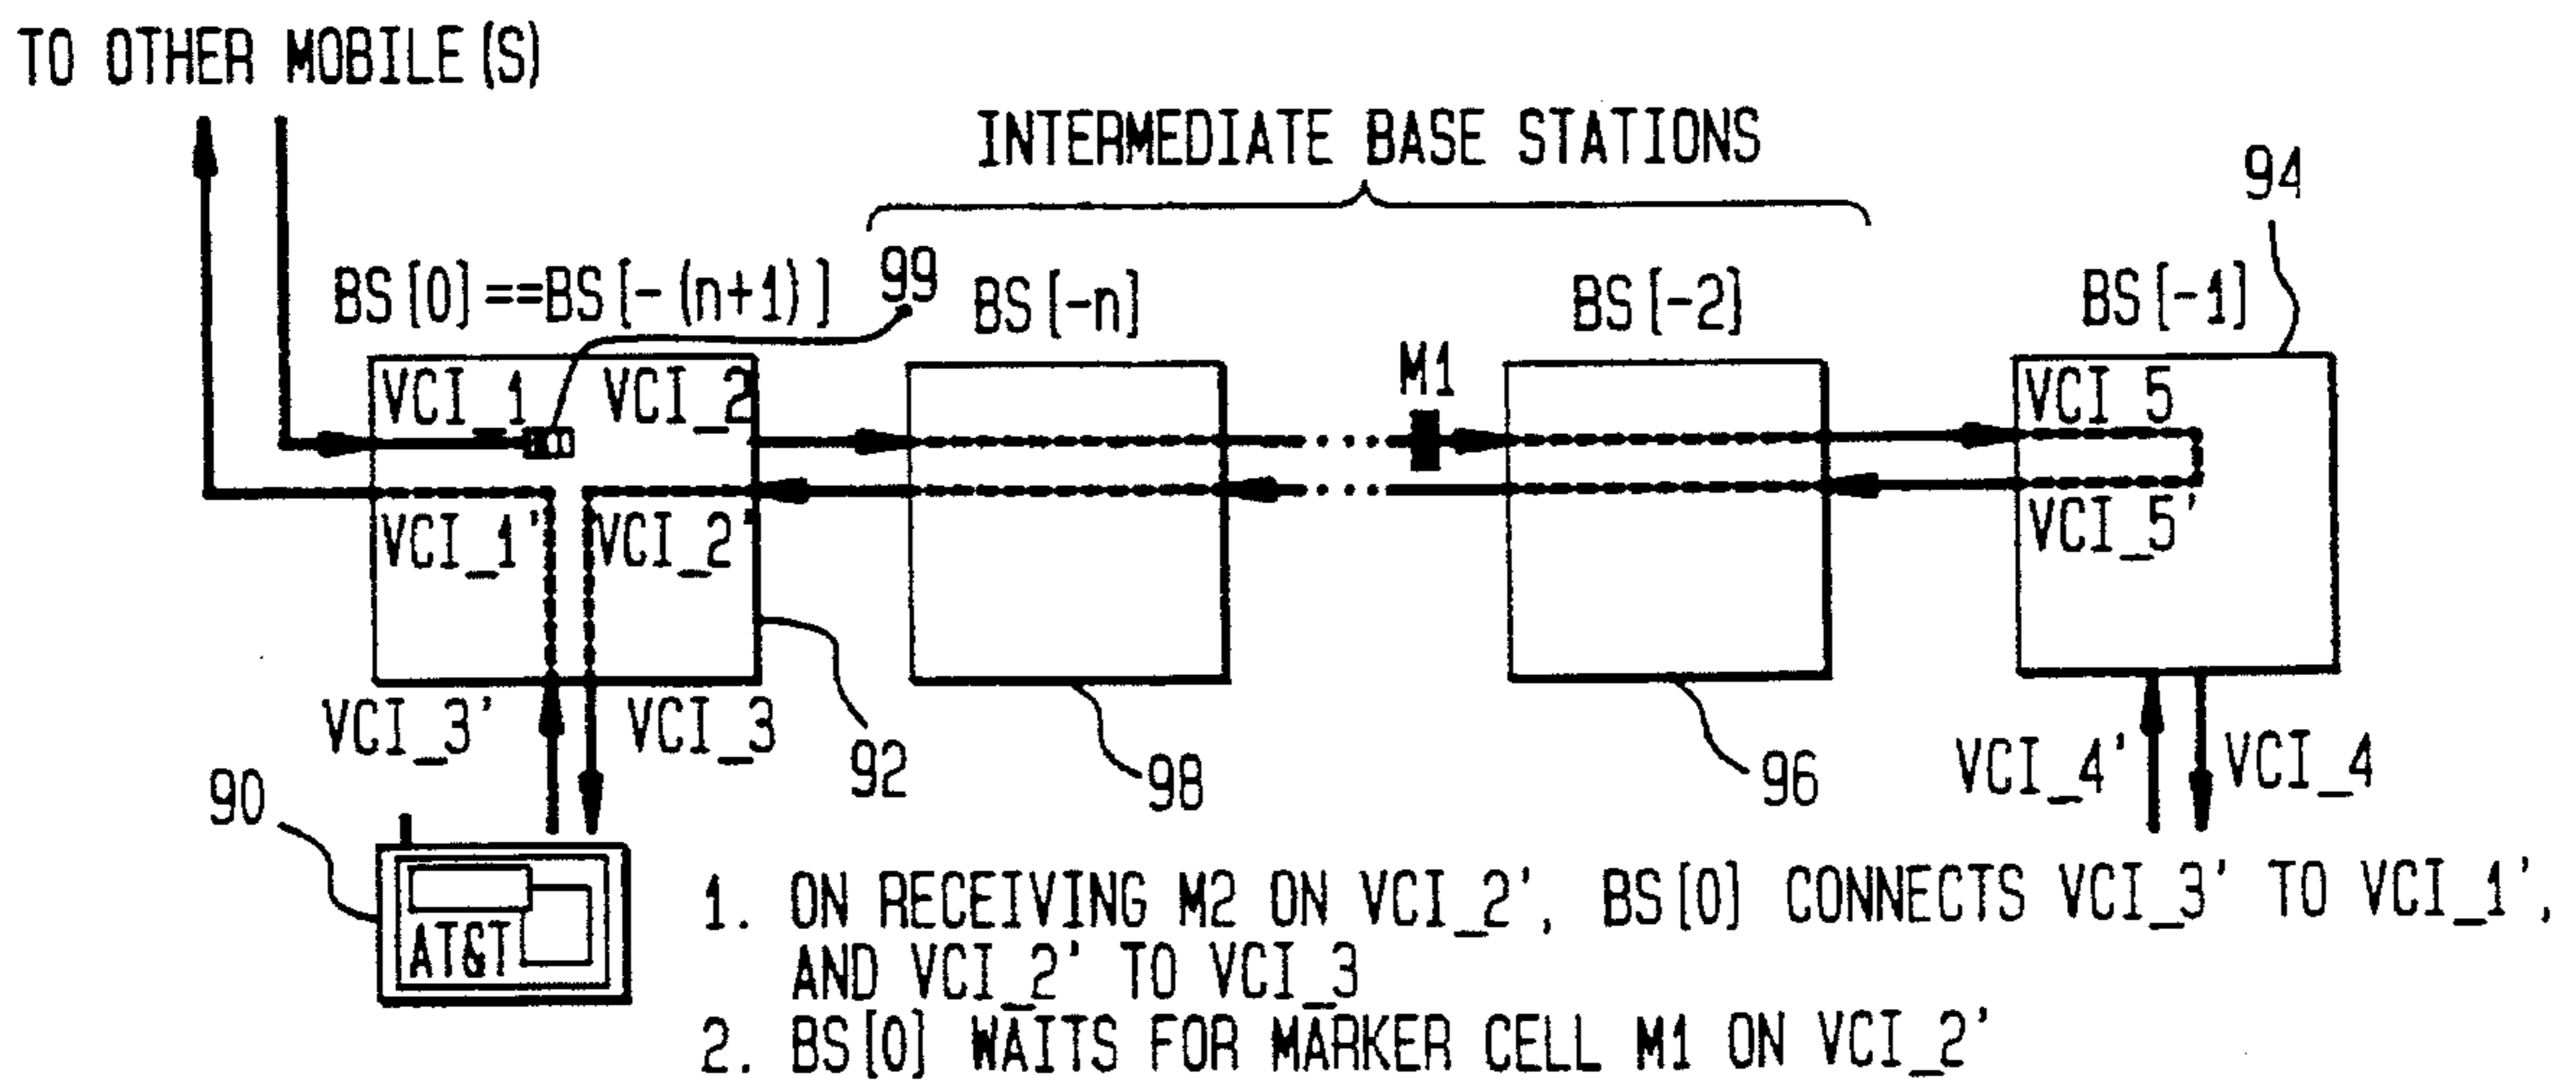 TO OTHER MOBILE(S)
INTERMEDIATE BASE STATIONS
94
BS[0]==BS[-(n+1)]
99
BS[-n]
BS[-2]
BS[-1]
M1
VCI_1
VCI_2
VCI_5
VCI_1'
VCI_2'
VCI_5'
VCI_3'
VCI_3
92
98
96
VCI_4'
VCI_4
90
AT&T
1. ON RECEIVING M2 ON VCI_2', BS[0] CONNECTS VCI_3' TO VCI_1',
AND VCI_2' TO VCI_3
2. BS[0] WAITS FOR MARKER CELL M1 ON VCI_2'